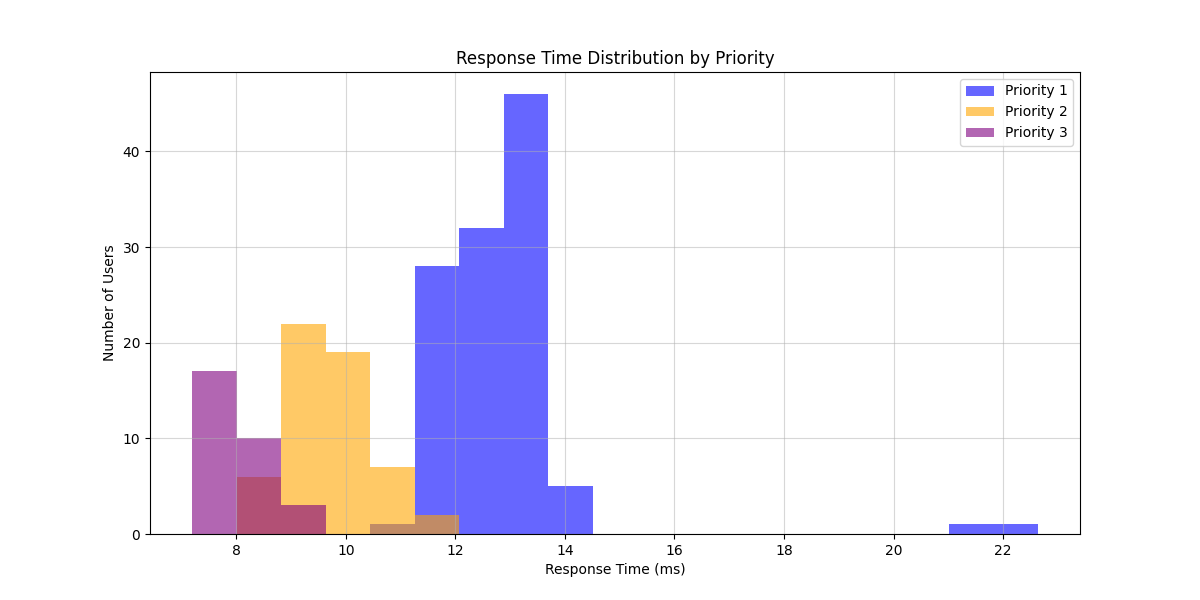 Response Time Distribution by Priority
Priority 1
Priority 2
Priority 3
Number of Users
40
30
20
10
0
8 10 12 14 16 18 20 22
Response Time (ms)